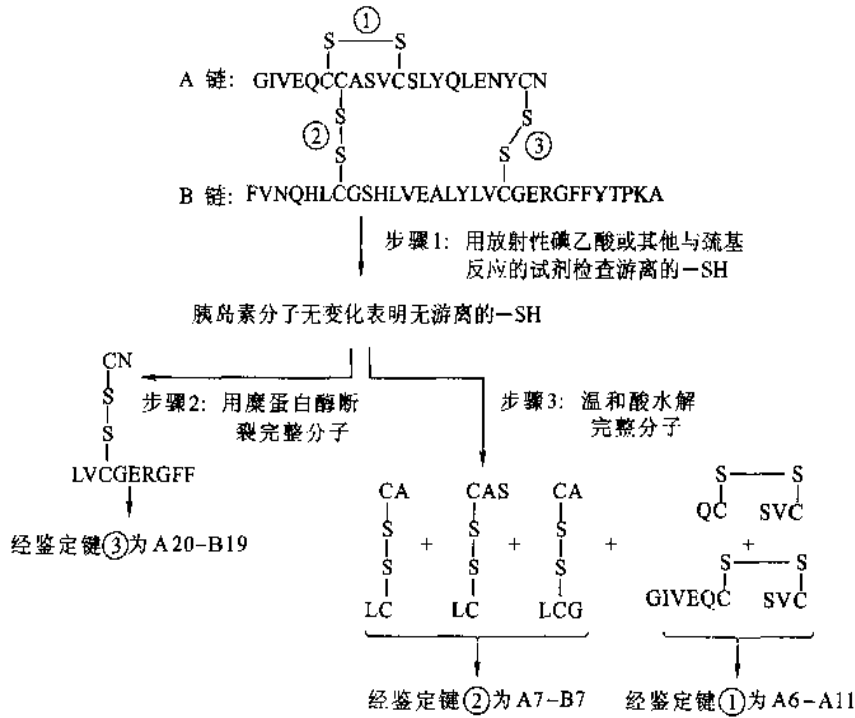 ①
S S
A 链: GIVEQCCASVCSLYQLENYCN
S
② S
S ③
S
B 链: FVNQHLCGSHLVEALYLVCGERGFFYTPKA
步骤1: 用放射性碘乙酸或其他与巯基
反应的试剂检查游离的—SH
胰岛素分子无变化表明无游离的—SH
CN
S
S
LVCGERGFF
步骤2: 用糜蛋白酶断
裂完整分子
步骤3: 温和酸水解
完整分子
经鉴定键③为A20-B19
CA CAS CA
S S S
+ + +
S S S
LC LC LCG
S S
QC SVC
+
S S
GIVEQC SVC
经鉴定键②为A7-B7
经鉴定键①为A6-A11